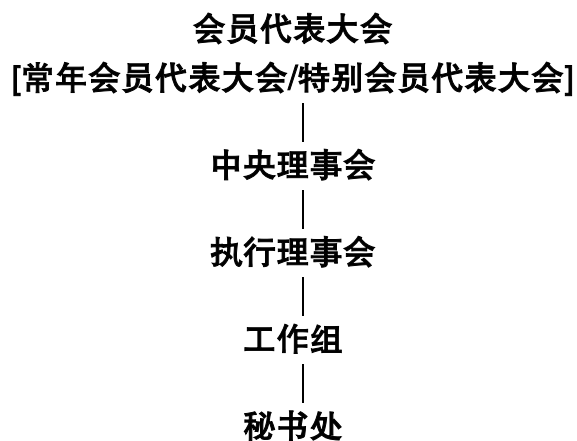 会员代表大会
[常年会员代表大会/特别会员代表大会]
中央理事会
执行理事会
工作组
秘书处